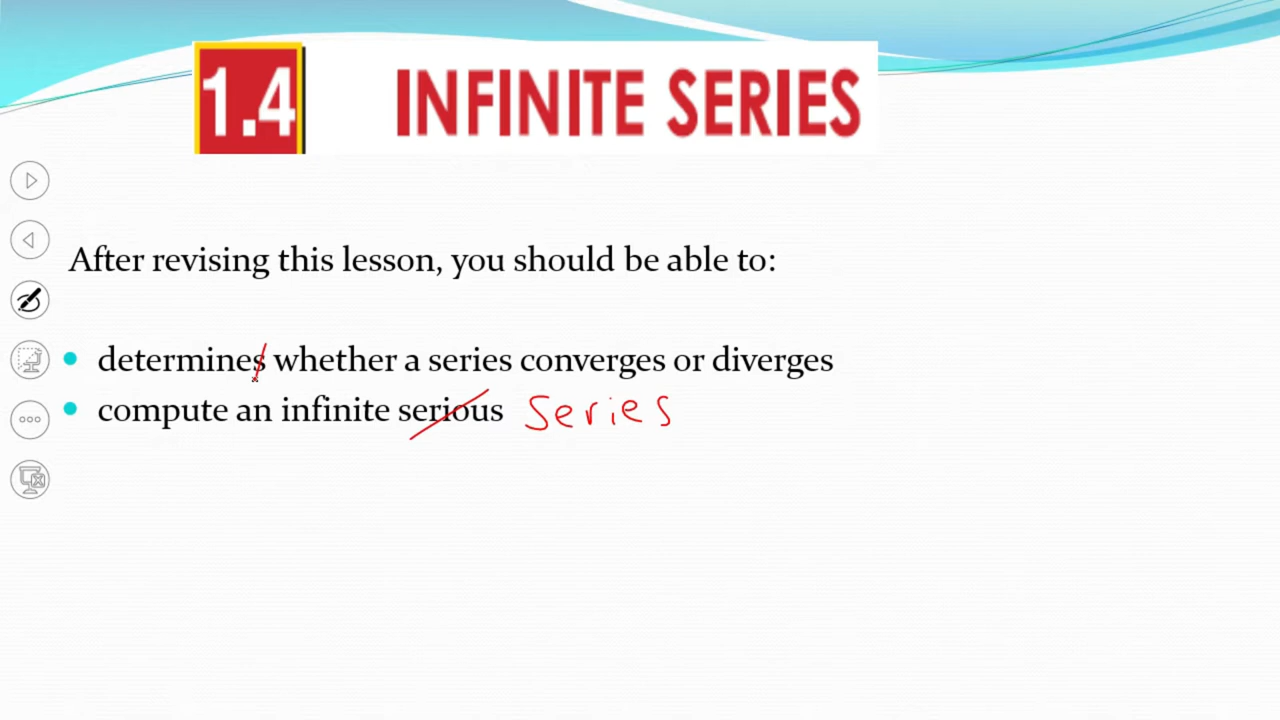 1.4 INFINITE SERIES
After revising this lesson, you should be able to:
determines whether a series converges or diverges
compute an infinite serious series